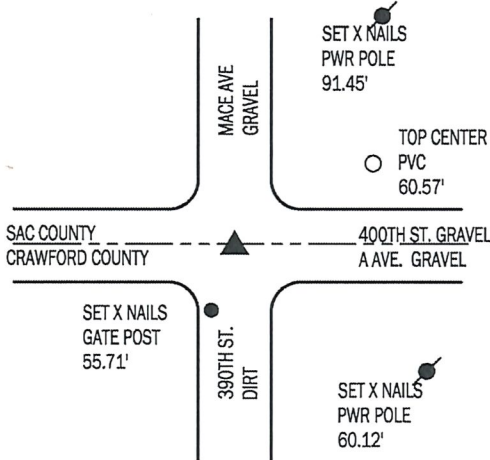 SET X NAILS
PWR POLE
91.45'
MACE AVE
GRAVEL
TOP CENTER
PVC
60.57'
SAC COUNTY
400TH ST. GRAVEL
CRAWFORD COUNTY
A AVE. GRAVEL
SET X NAILS
GATE POST
55.71'
390TH ST.
DIRT
SET X NAILS
PWR POLE
60.12'